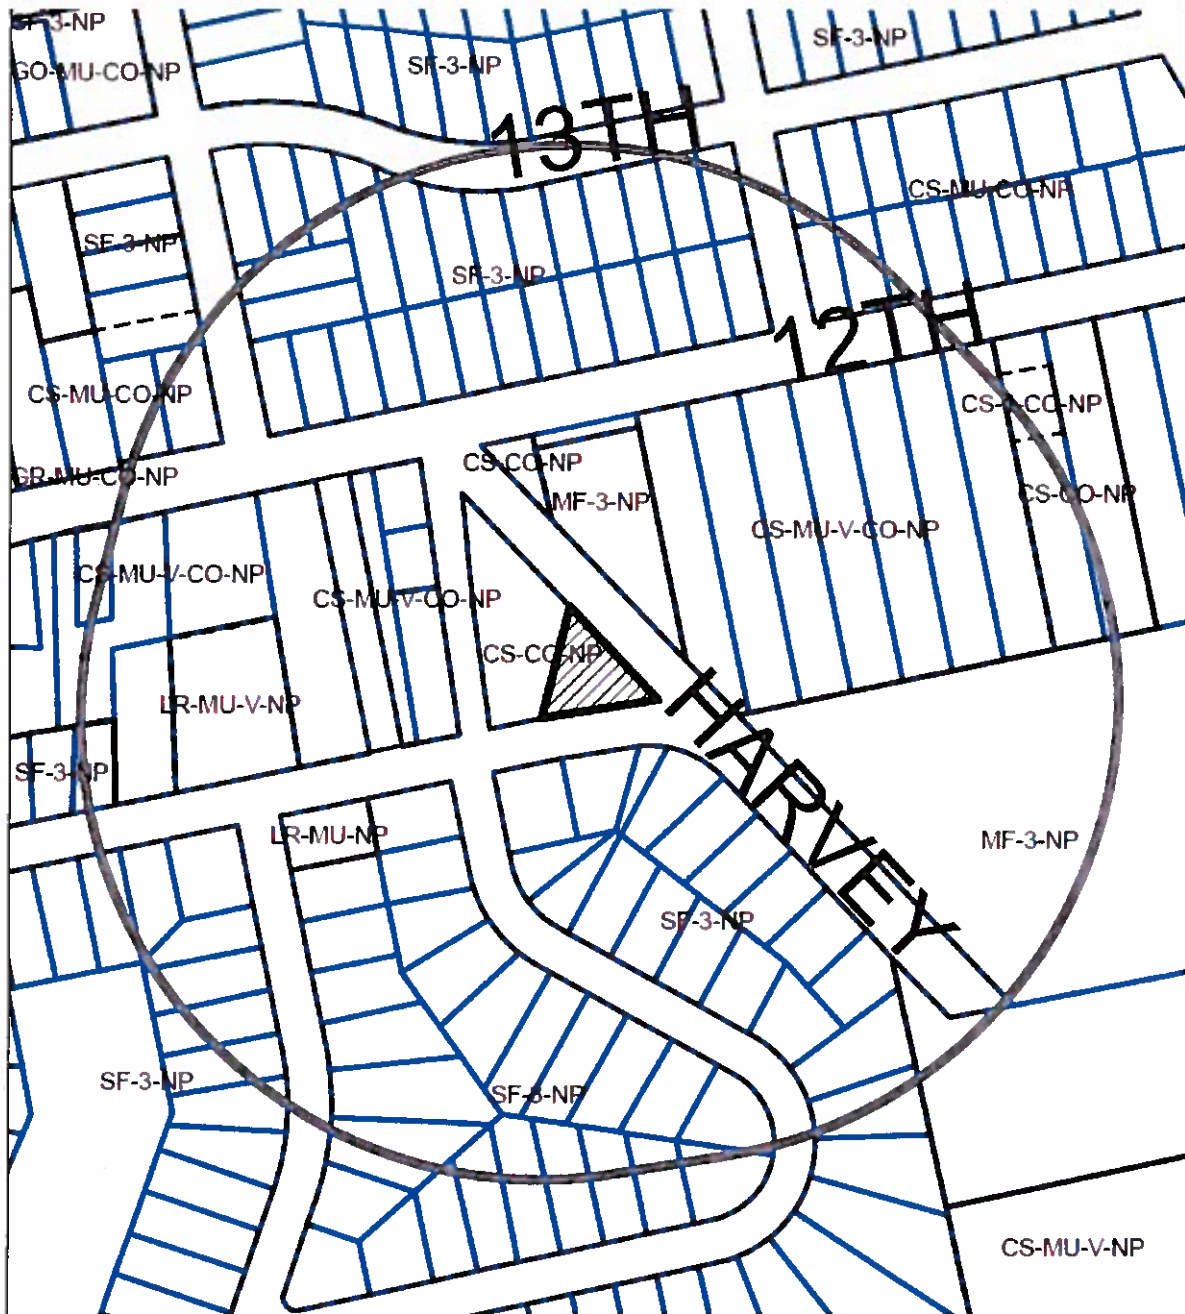 SF-3-NP
SF-3-NP
GO-MU-CO-NP
SF-3-NP
13TH
CS-MU-CO-NP
SF-3-NP
SF-3-NP
12TH
CS-MU-CO-NP
CS-1-CO-NP
CS-CO-NP
GR-MU-CO-NP
MF-3-NP
CS-CO-NP
CS-MU-V-CO-NP
CS-MU-V-CO-NP
CS-MU-V-CO-NP
CS-CO-NP
LR-MU-V-NP
HARVEY
SF-3-NP
LR-MU-NP
MF-3-NP
SF-3-NP
SF-3-NP
SF-3-NP
CS-MU-V-NP